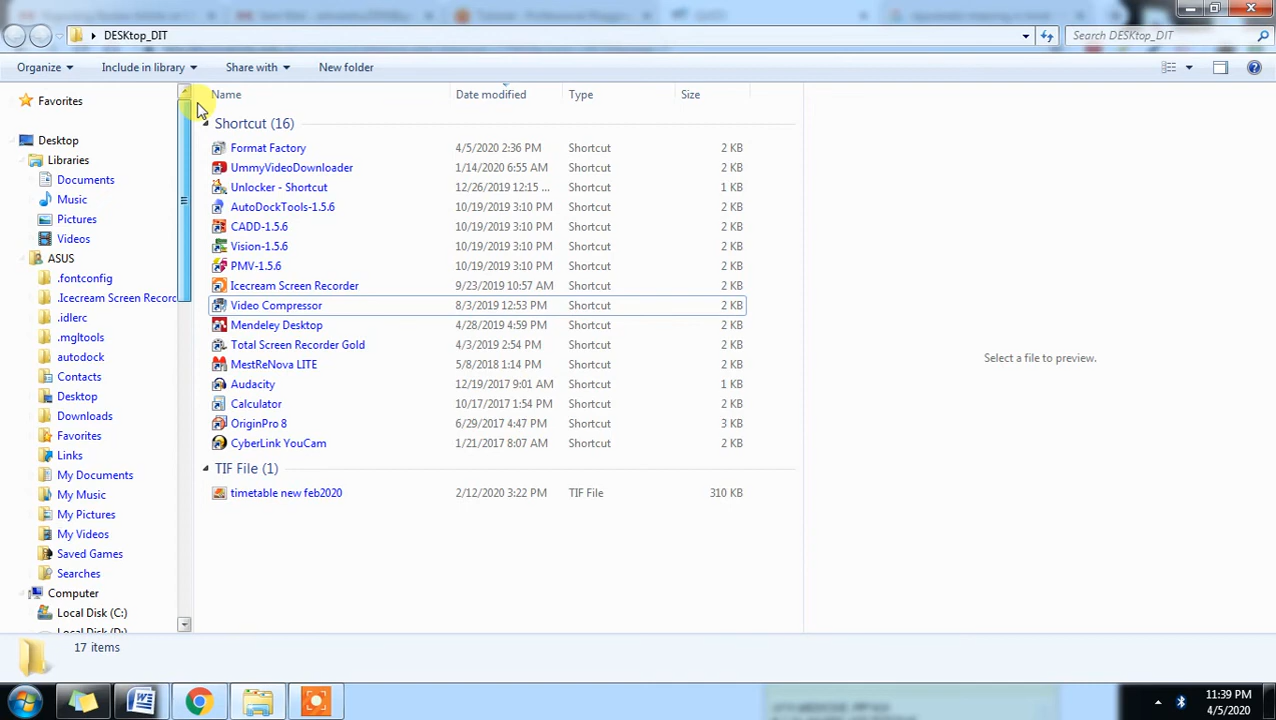 DESKtop_DIT
Search DESKtop_DIT
Organize
Include in library
Share with
New folder
Name
Date modified
Type
Size
Favorites
Desktop
Libraries
Documents
Music
Pictures
Videos
ASUS
.fontconfig
.Icecream Screen Recorc
.idlerc
.mgltools
autodock
Contacts
Desktop
Downloads
Favorites
Links
My Documents
My Music
My Pictures
My Videos
Saved Games
Searches
Computer
Local Disk (C:)
Local Disk (D:)
Shortcut (16)
Format Factory 4/5/2020 2:36 PM Shortcut 2 KB
UmmyVideoDownloader 1/14/2020 6:55 AM Shortcut 2 KB
Unlocker - Shortcut 12/26/2019 12:15 ... Shortcut 1 KB
AutoDockTools-1.5.6 10/19/2019 3:10 PM Shortcut 2 KB
CADD-1.5.6 10/19/2019 3:10 PM Shortcut 2 KB
Vision-1.5.6 10/19/2019 3:10 PM Shortcut 2 KB
PMV-1.5.6 10/19/2019 3:10 PM Shortcut 2 KB
Icecream Screen Recorder 9/23/2019 10:57 AM Shortcut 2 KB
Video Compressor 8/3/2019 12:53 PM Shortcut 2 KB
Mendeley Desktop 4/28/2019 4:59 PM Shortcut 2 KB
Total Screen Recorder Gold 4/3/2019 2:54 PM Shortcut 2 KB
MestReNova LITE 5/8/2018 1:14 PM Shortcut 2 KB
Audacity 12/19/2017 9:01 AM Shortcut 1 KB
Calculator 10/17/2017 1:54 PM Shortcut 2 KB
OriginPro 8 6/29/2017 4:47 PM Shortcut 3 KB
CyberLink YouCam 1/21/2017 8:07 AM Shortcut 2 KB
TIF File (1)
timetable new feb2020 2/12/2020 3:22 PM TIF File 310 KB
Select a file to preview.
17 items
11:39 PM
4/5/2020